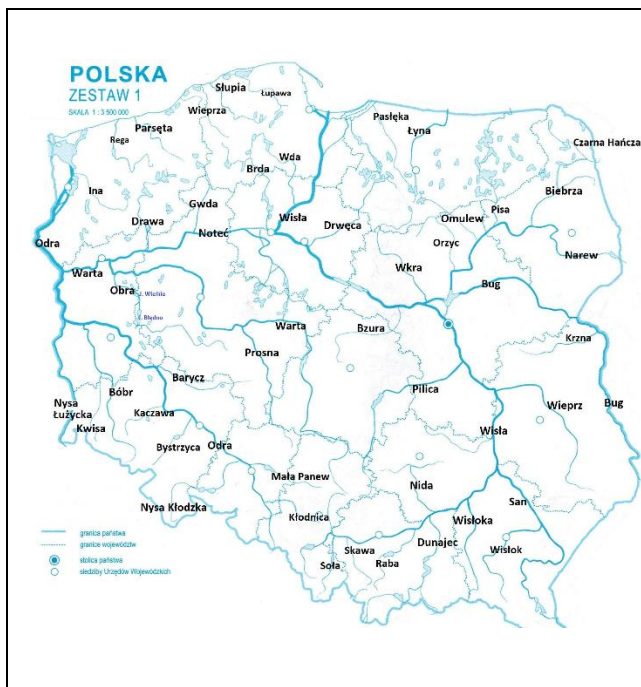 POLSKA
ZESTAW 1
SKALA 1 : 3 500 000
Słupia
Łupawa
Wieprza
Parsęta
Rega
Pasłęka
Łyna
Czarna Hańcza
Wda
Brda
Ina
Gwda
Biebrza
Pisa
Drawa
Wisła
Drwęca
Omulew
Noteć
Odra
Orzyc
Narew
Warta
Wkra
Bug
Obra
Warta
Bzura
Krzna
Prosna
Barycz
Pilica
Bóbr
Nysa
Łużycka
Kwisa
Kaczawa
Wieprz
Bug
Wisła
Bystrzyca
Odra
Mała Panew
Nida
Nysa Kłodzka
San
Kłodnica
Wisłoka
Dunajec
Wisłok
Skawa
Soła
Raba
granica państwa
granice województw
stolica państwa
siedziby Urzędów Wojewódzkich